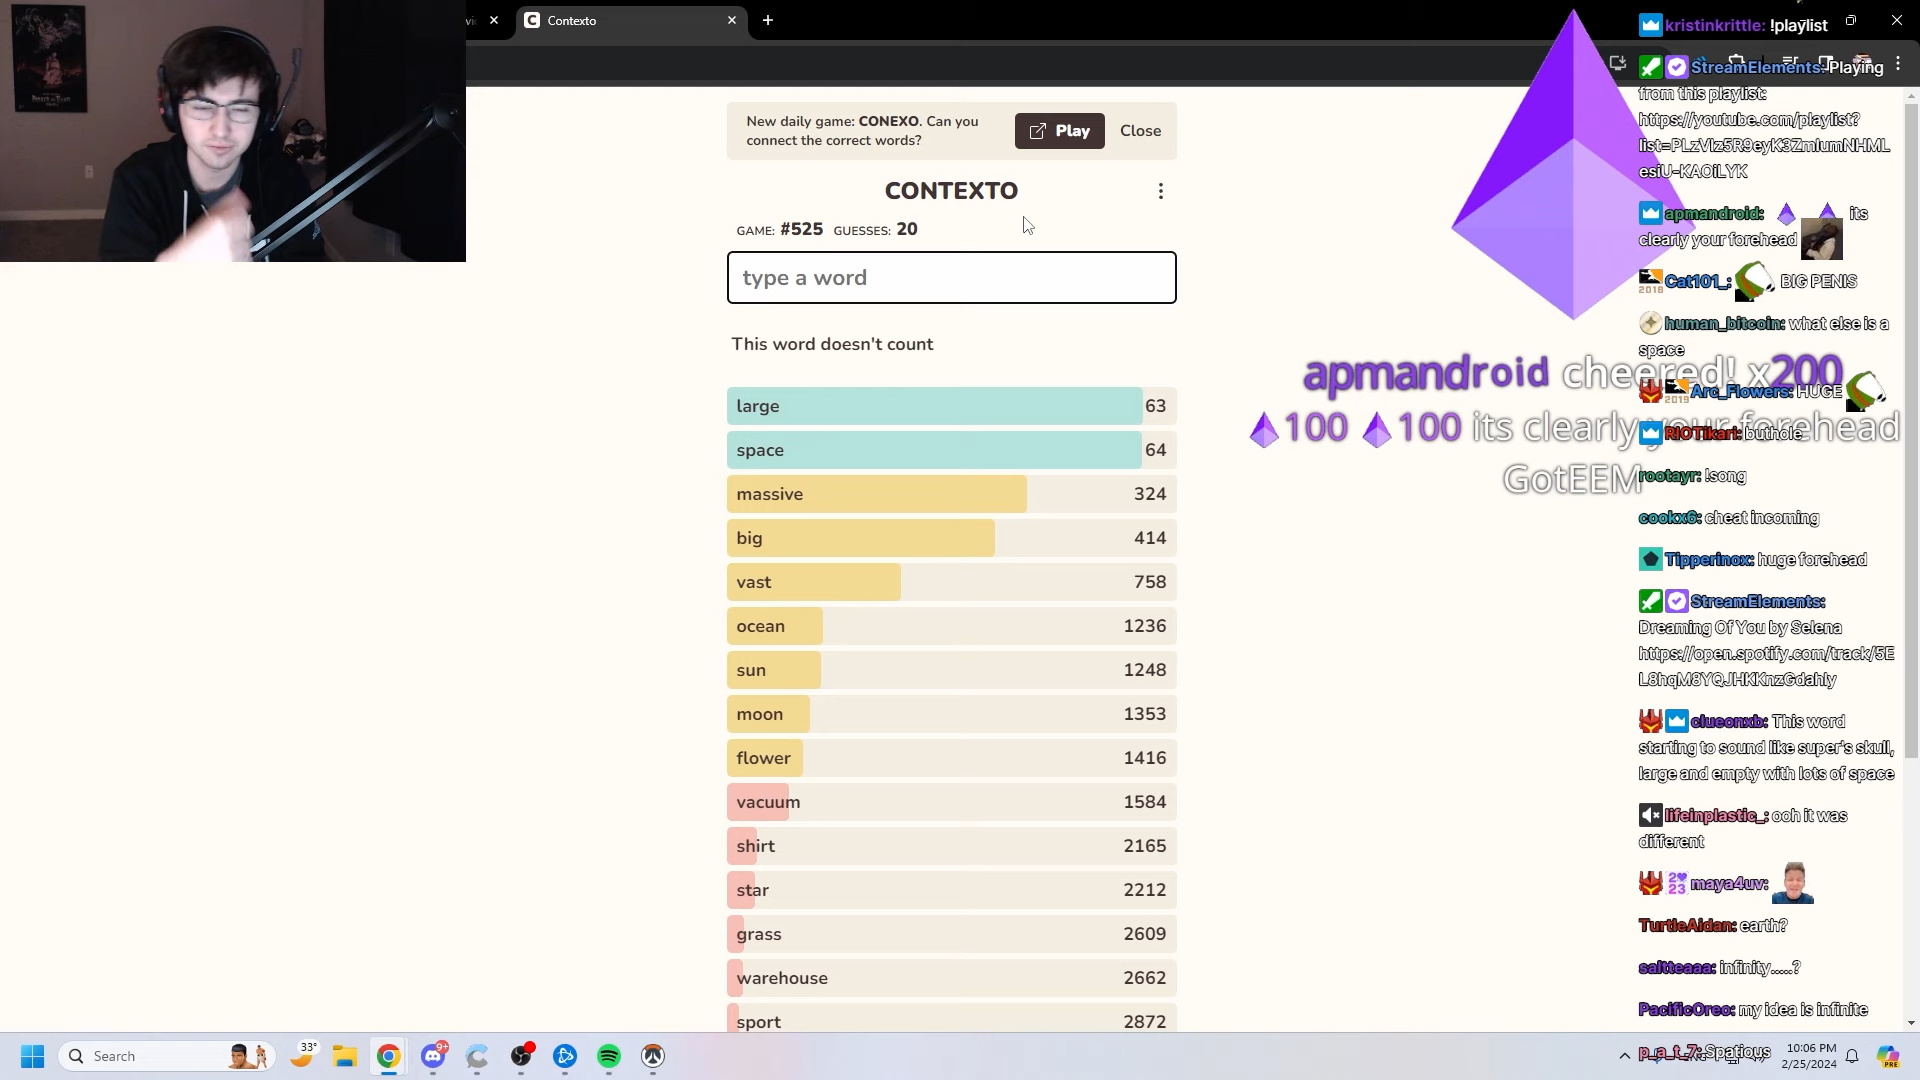 Contexto
New daily game: CONEXO. Can you
connect the correct words?
Play
Close
CONTEXTO
GAME: #525 GUESSES: 20
type a word
This word doesn't count
large 63
space 64
massive 324
big 414
vast 758
ocean 1236
sun 1248
moon 1353
flower 1416
vacuum 1584
shirt 2165
star 2212
grass 2609
warehouse 2662
sport 2872
apmandroid cheered! x200
100 100 its clearly your forehead
GotEEM
kristinkrittle: !playlist
StreamElements: Playing
from this playlist:
https://youtube.com/playlist?
apmandroid: its
clearly your forehead
Cat101_: BIG PENIS
human_bitcoin: what else is a
space
Arc_Flowers: HUGE
RIOTikari: buthole
rootayr: !song
cookx6: cheat incoming
Tipperinox: huge forehead
StreamElements:
Dreaming Of You by Selena
https://open.spotify.com/track/5E
L8hqM8YQJHKKnzGdahly
clueonxb: This word
starting to sound like super's skull,
large and empty with lots of space
lifeinplastic_: ooh it was
different
maya4uv:
TurtleAidan: earth?
saltteaaa: infinity.....?
PacificOreo: my idea is infinite
p_a_t_7: Spatious
33°
Search
9+
10:06 PM
2/25/2024